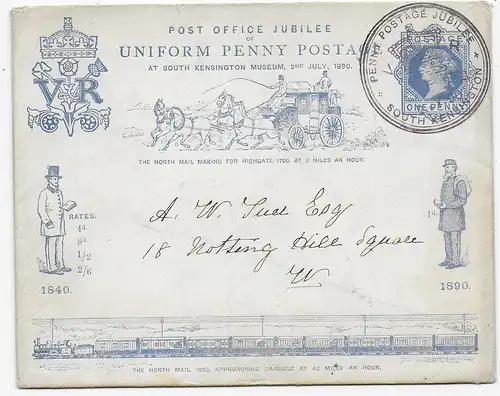 POST OFFICE JUBILEE
OF
UNIFORM PENNY POSTAGE
AT SOUTH KENSINGTON MUSEUM, 2ND JULY, 1890.
PENNY POSTAGE JUBILEE
SOUTH KENSINGTON
POSTAGE
ONE PENNY
V R
V R
THE NORTH MAIL MAKING FOR HIGHGATE, 1790, AT 8 MILES AN HOUR.
RATES.
4d.
8d.
1/2
2/6
1840.
1d.
1890.
A. W. Tuer Esq
18 Notting Hill Square
W
THE NORTH MAIL, 1890, APPROACHING CARLISLE AT 48 MILES AN HOUR.